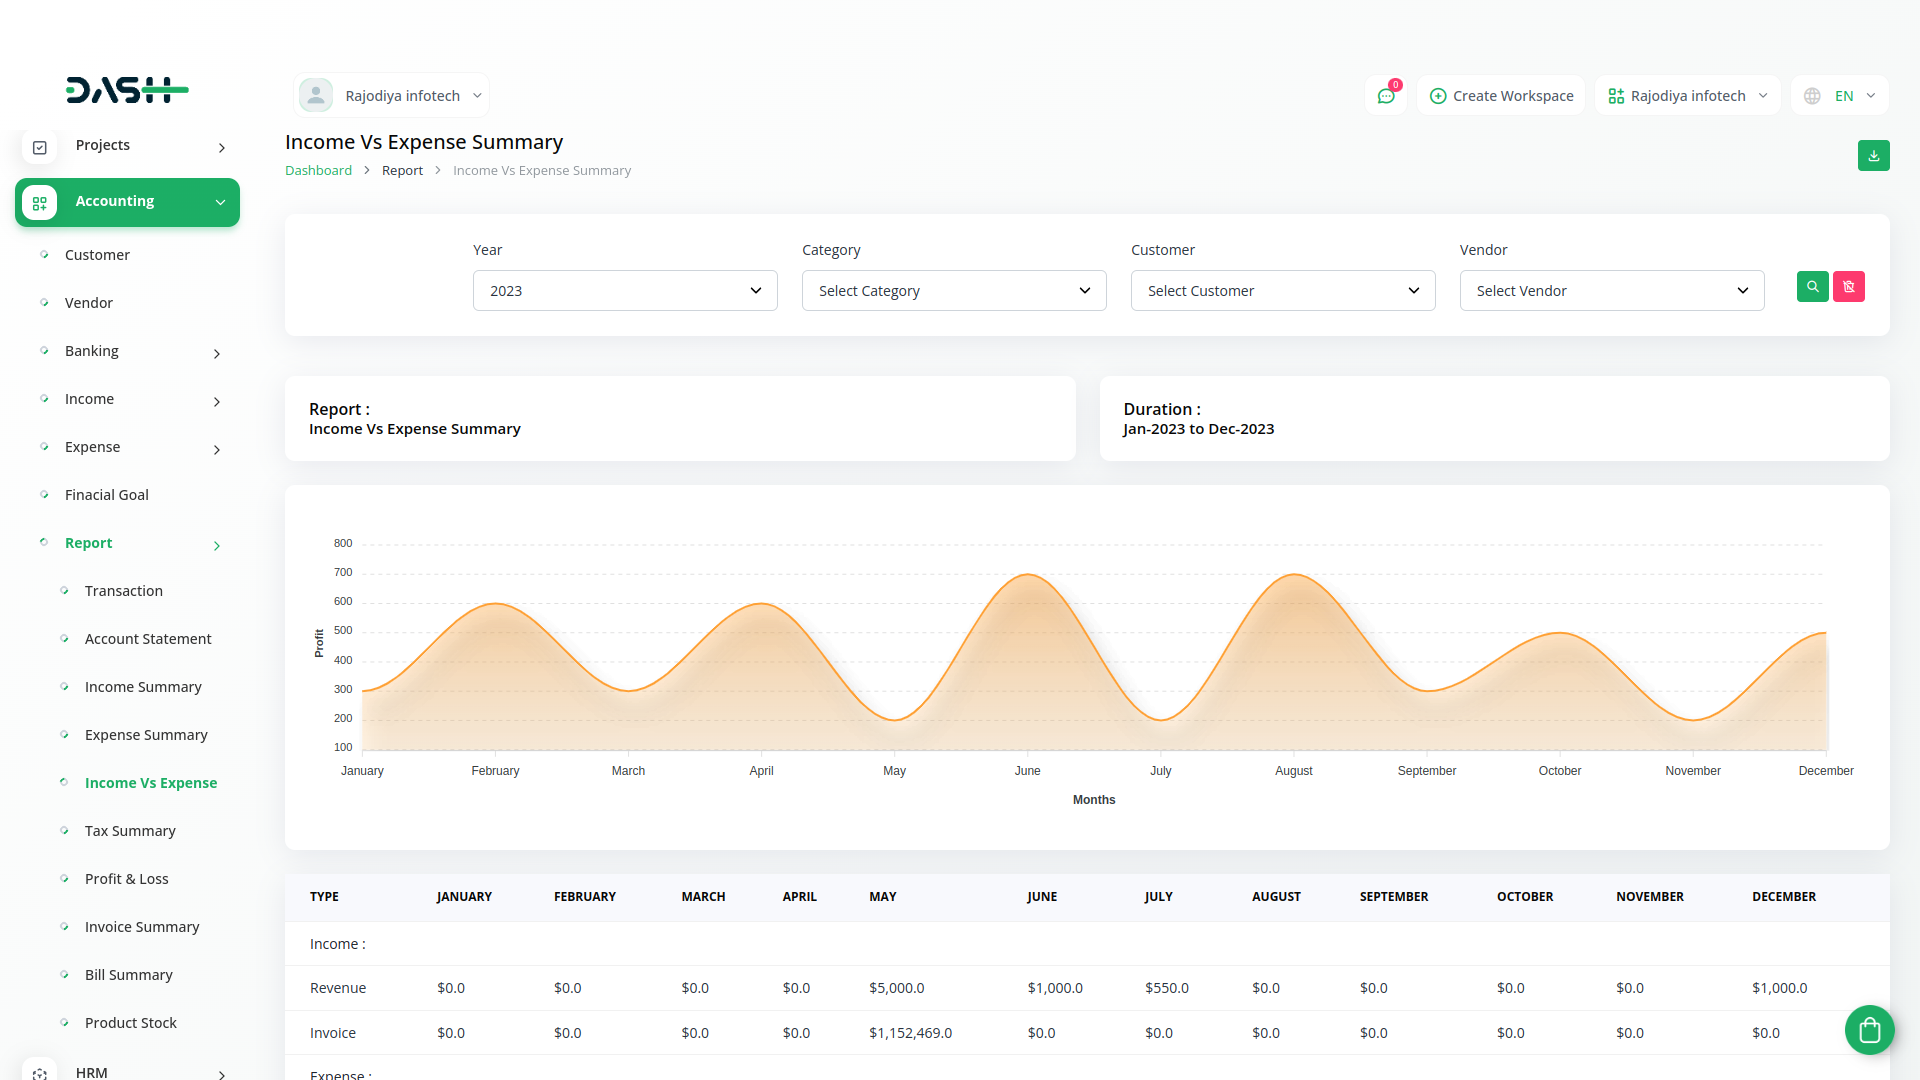 DASH
Rajodiya infotech
0
Create Workspace
Rajodiya infotech
EN
Projects
Accounting
Customer
Vendor
Banking
Income
Expense
Finacial Goal
Report
Transaction
Account Statement
Income Summary
Expense Summary
Income Vs Expense
Tax Summary
Profit & Loss
Invoice Summary
Bill Summary
Product Stock
HRM
Income Vs Expense Summary
Dashboard > Report > Income Vs Expense Summary
Year Category Customer Vendor
2023 Select Category Select Customer Select Vendor
Report :
Income Vs Expense Summary
Duration :
Jan-2023 to Dec-2023
800
700
600
500
400
300
200
100
Profit
January February March April May June July August September October November December
Months
TYPE JANUARY FEBRUARY MARCH APRIL MAY JUNE JULY AUGUST SEPTEMBER OCTOBER NOVEMBER DECEMBER
Income :
Revenue $0.0 $0.0 $0.0 $0.0 $5,000.0 $1,000.0 $550.0 $0.0 $0.0 $0.0 $0.0 $1,000.0
Invoice $0.0 $0.0 $0.0 $0.0 $1,152,469.0 $0.0 $0.0 $0.0 $0.0 $0.0 $0.0 $0.0
Expense :